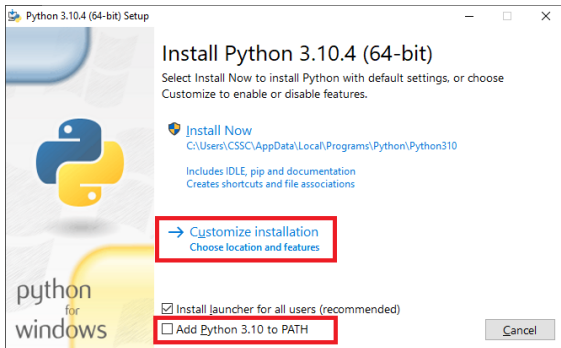 Python 3.10.4 (64-bit) Setup
Install Python 3.10.4 (64-bit)
Select Install Now to install Python with default settings, or choose
Customize to enable or disable features.
Install Now
C:\Users\CSSC\AppData\Local\Programs\Python\Python310
Includes IDLE, pip and documentation
Creates shortcuts and file associations
Customize installation
Choose location and features
python
for
windows
Install launcher for all users (recommended)
Add Python 3.10 to PATH
Cancel